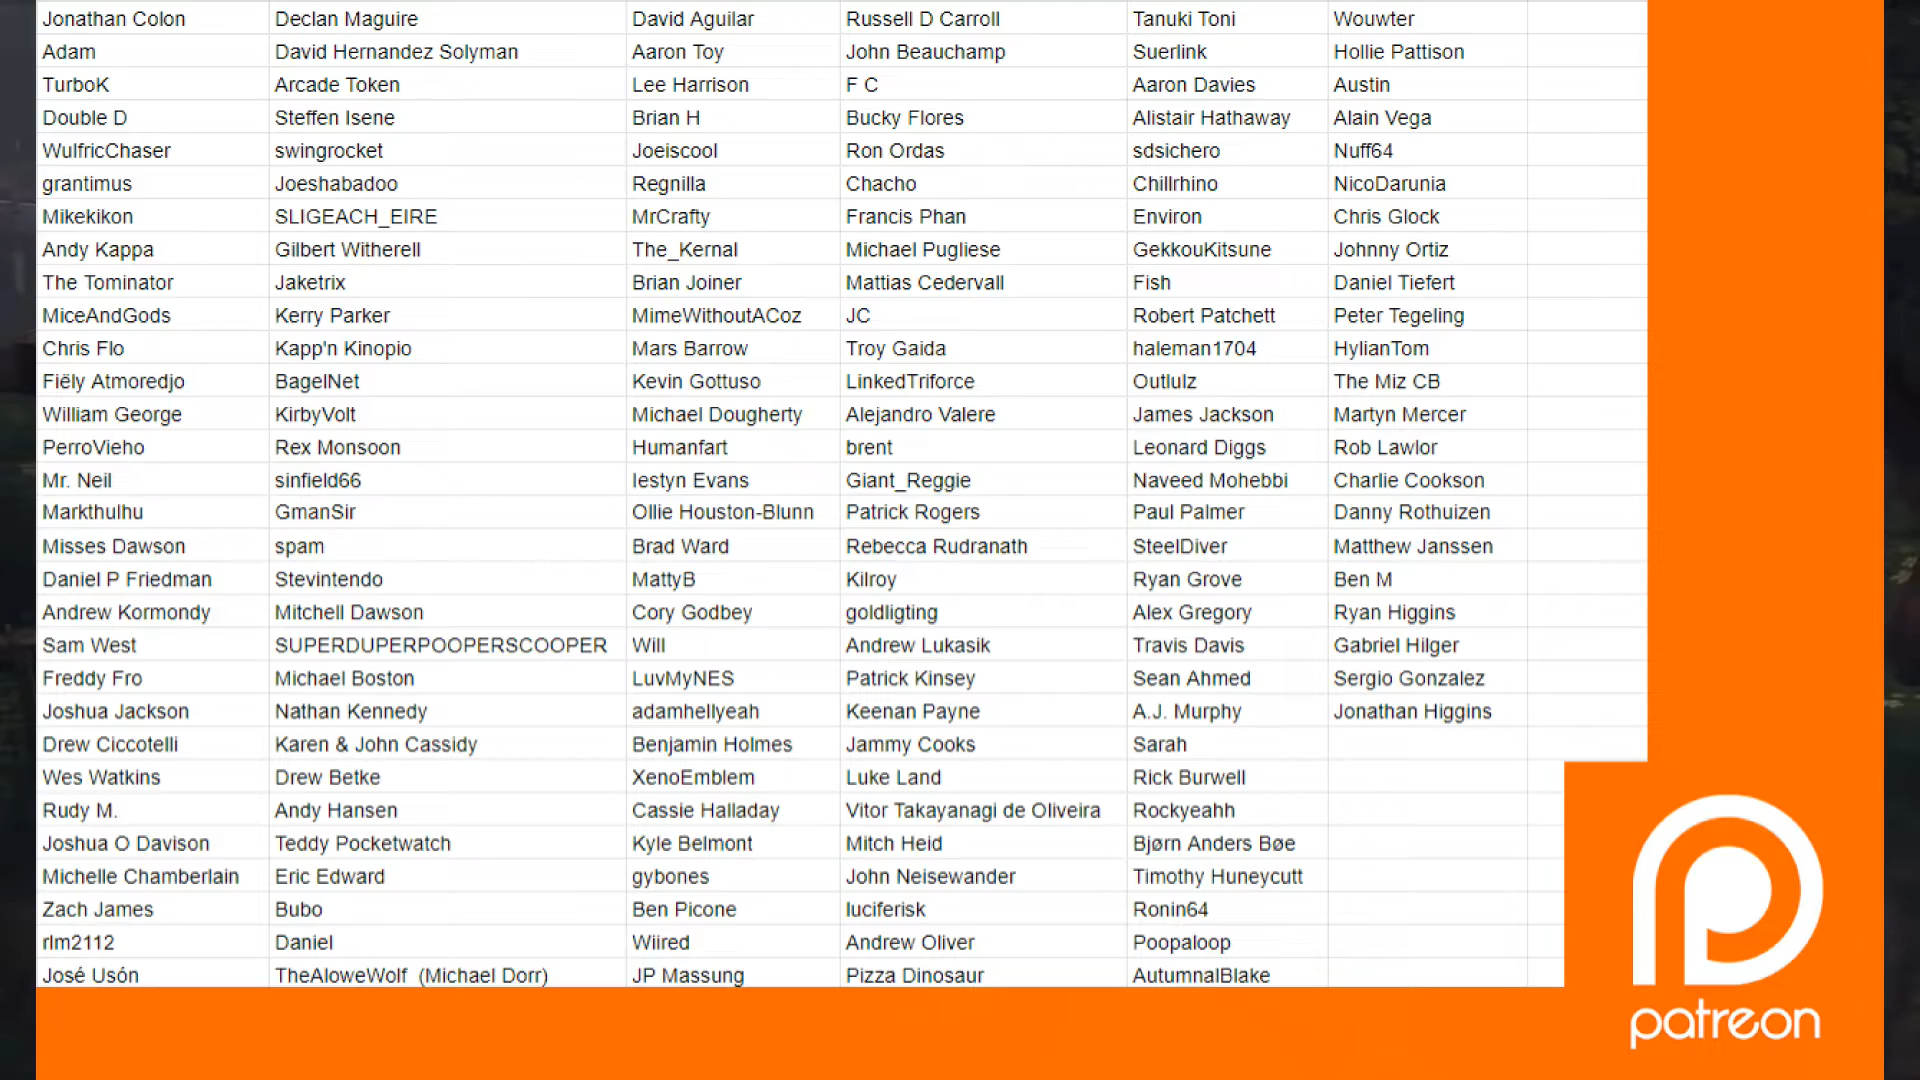 Jonathan Colon Declan Maguire David Aguilar Russell D Carroll Tanuki Toni Wouwter
Adam David Hernandez Solyman Aaron Toy John Beauchamp Suerlink Hollie Pattison
TurboK Arcade Token Lee Harrison F C Aaron Davies Austin
Double D Steffen Isene Brian H Bucky Flores Alistair Hathaway Alain Vega
WulfricChaser swingrocket Joeiscool Ron Ordas sdsichero Nuff64
grantimus Joeshabadoo Regnilla Chacho Chillrhino NicoDarunia
Mikekikon SLIGEACH_EIRE MrCrafty Francis Phan Environ Chris Glock
Andy Kappa Gilbert Witherell The_Kernal Michael Pugliese GekkouKitsune Johnny Ortiz
The Tominator Jaketrix Brian Joiner Mattias Cedervall Fish Daniel Tiefert
MiceAndGods Kerry Parker MimeWithoutACoz JC Robert Patchett Peter Tegeling
Chris Flo Kapp'n Kinopio Mars Barrow Troy Gaida haleman1704 HylianTom
Fiëly Atmoredjo BagelNet Kevin Gottuso LinkedTriforce Outlulz The Miz CB
William George KirbyVolt Michael Dougherty Alejandro Valere James Jackson Martyn Mercer
PerroVieho Rex Monsoon Humanfart brent Leonard Diggs Rob Lawlor
Mr. Neil sinfield66 Iestyn Evans Giant_Reggie Naveed Mohebbi Charlie Cookson
Markthulhu GmanSir Ollie Houston-Blunn Patrick Rogers Paul Palmer Danny Rothuizen
Misses Dawson spam Brad Ward Rebecca Rudranath SteelDiver Matthew Janssen
Daniel P Friedman Stevintendo MattyB Kilroy Ryan Grove Ben M
Andrew Kormondy Mitchell Dawson Cory Godbey goldligting Alex Gregory Ryan Higgins
Sam West SUPERDUPERPOOPERSCOOPER Will Andrew Lukasik Travis Davis Gabriel Hilger
Freddy Fro Michael Boston LuvMyNES Patrick Kinsey Sean Ahmed Sergio Gonzalez
Joshua Jackson Nathan Kennedy adamhellyeah Keenan Payne A.J. Murphy Jonathan Higgins
Drew Ciccotelli Karen & John Cassidy Benjamin Holmes Jammy Cooks Sarah
Wes Watkins Drew Betke XenoEmblem Luke Land Rick Burwell
Rudy M. Andy Hansen Cassie Halladay Vitor Takayanagi de Oliveira Rockyeahh
Joshua O Davison Teddy Pocketwatch Kyle Belmont Mitch Heid Bjørn Anders Bøe
Michelle Chamberlain Eric Edward gybones John Neisewander Timothy Huneycutt
Zach James Bubo Ben Picone luciferisk Ronin64
rlm2112 Daniel Wiired Andrew Oliver Poopaloop
José Usón TheAloweWolf (Michael Dorr) JP Massung Pizza Dinosaur AutumnalBlake
patreon